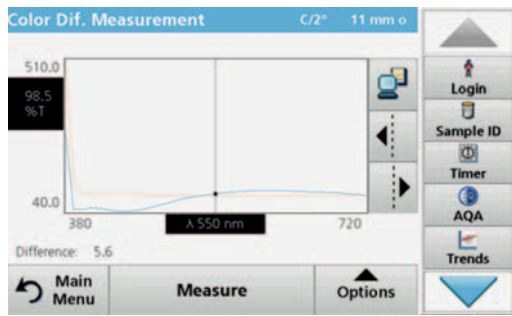 Color Dif. Measurement C/2° 11 mm o
510.0
98.5
%T
40.0
380
λ 550 nm
720
Difference: 5.6
Main
Menu
Measure
Options
Login
Sample ID
Timer
AQA
Trends